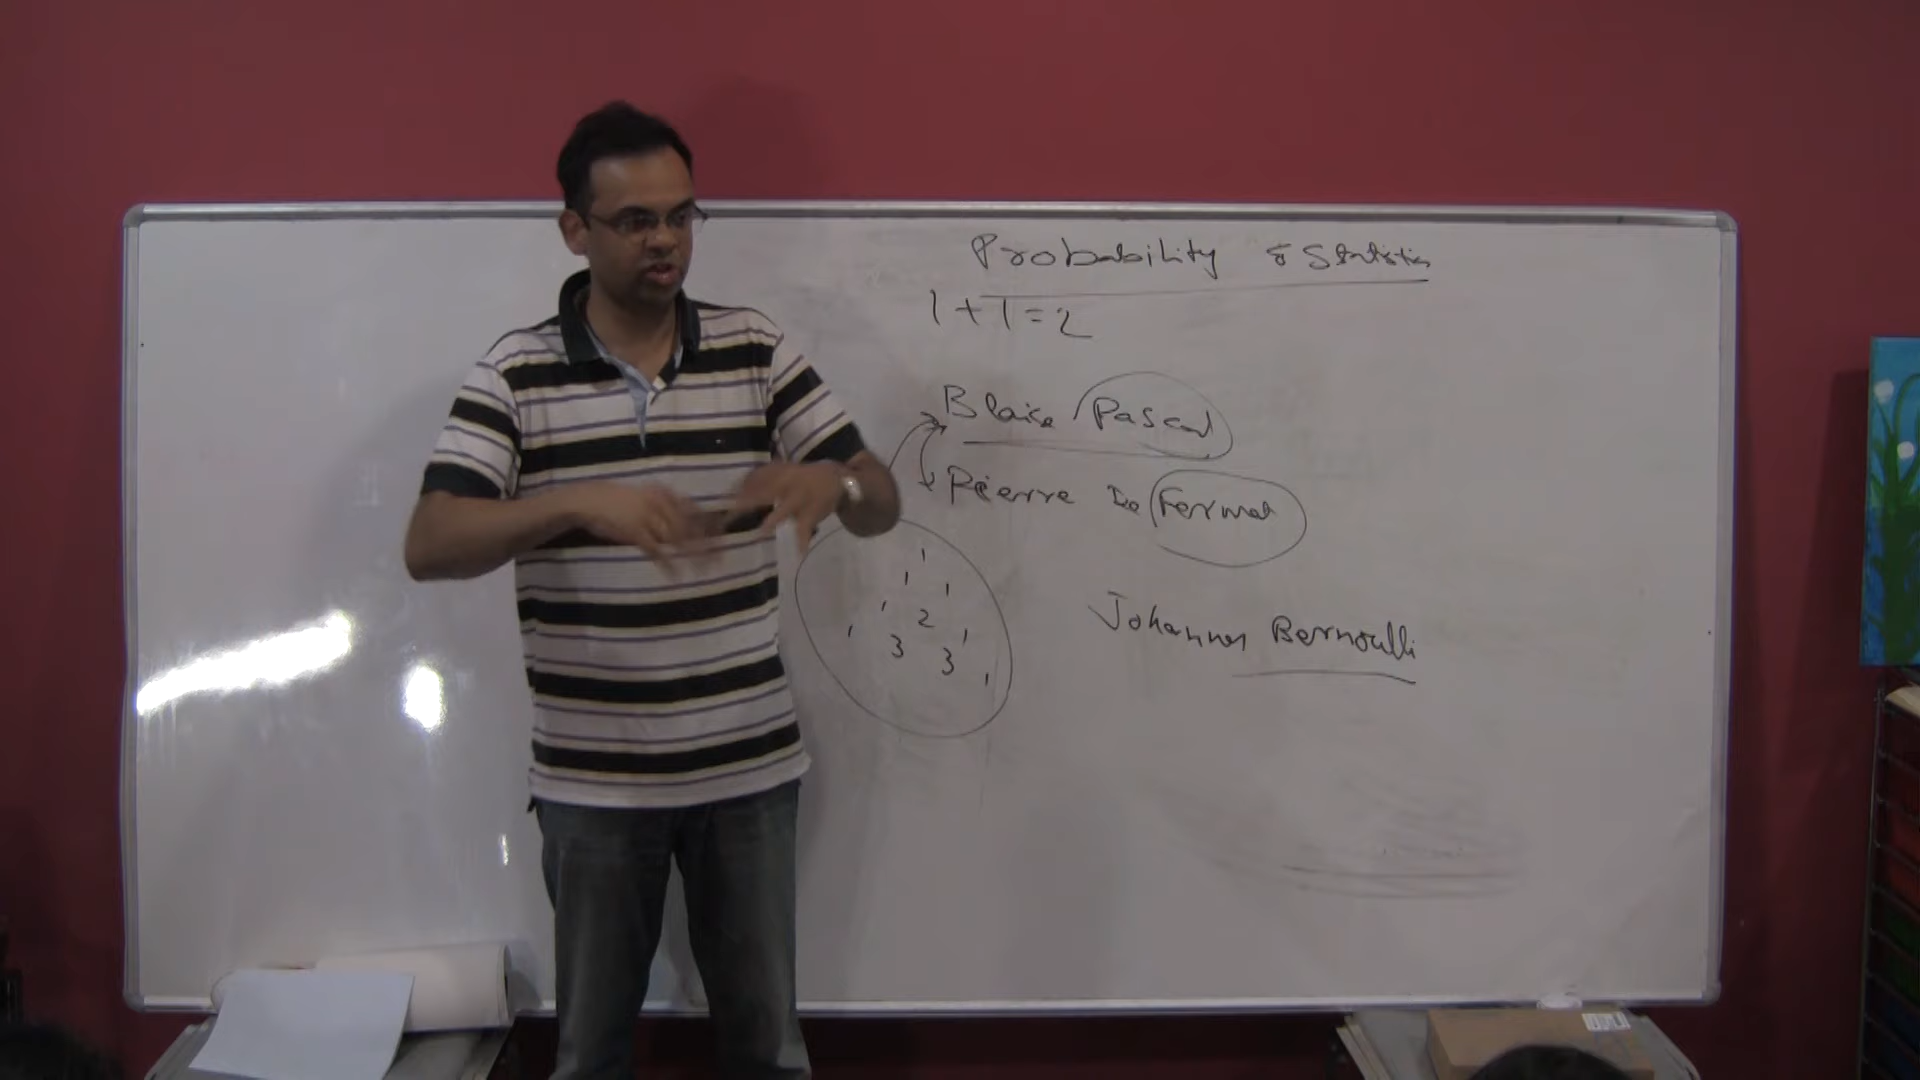 Probability & Statistics
1 + 1 = 2
Blaise Pascal
Pierre De Fermat
1
1 1
1 2 1
1 3 3 1
Johannes Bernoulli